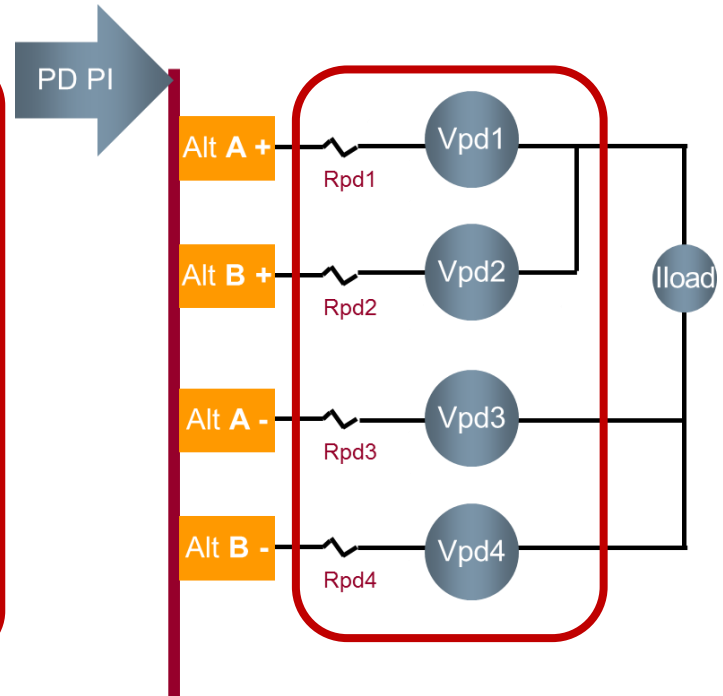 PD PI
Alt A +
Vpd1
Rpd1
Alt B +
Vpd2
Iload
Rpd2
Alt A -
Vpd3
Rpd3
Alt B -
Vpd4
Rpd4